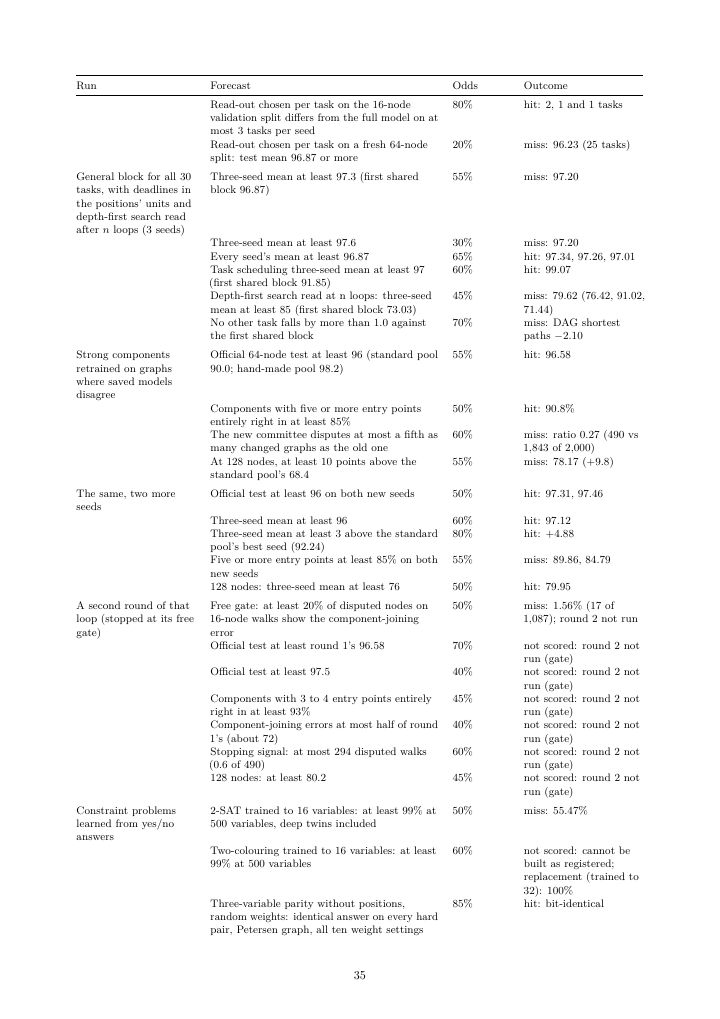 Run Forecast Odds Outcome
Read-out chosen per task on the 16-node 80% hit: 2, 1 and 1 tasks
validation split differs from the full model on at
most 3 tasks per seed
Read-out chosen per task on a fresh 64-node 20% miss: 96.23 (25 tasks)
split: test mean 96.87 or more
General block for all 30 Three-seed mean at least 97.3 (first shared 55% miss: 97.20
tasks, with deadlines in block 96.87)
the positions' units and
depth-first search read
after n loops (3 seeds)
Three-seed mean at least 97.6 30% miss: 97.20
Every seed's mean at least 96.87 65% hit: 97.34, 97.26, 97.01
Task scheduling three-seed mean at least 97 60% hit: 99.07
(first shared block 91.85)
Depth-first search read at n loops: three-seed 45% miss: 79.62 (76.42, 91.02,
mean at least 85 (first shared block 73.03) 71.44)
No other task falls by more than 1.0 against 70% miss: DAG shortest
the first shared block paths −2.10
Strong components Official 64-node test at least 96 (standard pool 55% hit: 96.58
retrained on graphs 90.0; hand-made pool 98.2)
where saved models
disagree
Components with five or more entry points 50% hit: 90.8%
entirely right in at least 85%
The new committee disputes at most a fifth as 60% miss: ratio 0.27 (490 vs
many changed graphs as the old one 1,843 of 2,000)
At 128 nodes, at least 10 points above the 55% miss: 78.17 (+9.8)
standard pool's 68.4
The same, two more Official test at least 96 on both new seeds 50% hit: 97.31, 97.46
seeds
Three-seed mean at least 96 60% hit: 97.12
Three-seed mean at least 3 above the standard 80% hit: +4.88
pool's best seed (92.24)
Five or more entry points at least 85% on both 55% miss: 89.86, 84.79
new seeds
128 nodes: three-seed mean at least 76 50% hit: 79.95
A second round of that Free gate: at least 20% of disputed nodes on 50% miss: 1.56% (17 of
loop (stopped at its free 16-node walks show the component-joining 1,087); round 2 not run
gate) error
Official test at least round 1's 96.58 70% not scored: round 2 not
run (gate)
Official test at least 97.5 40% not scored: round 2 not
run (gate)
Components with 3 to 4 entry points entirely 45% not scored: round 2 not
right in at least 93% run (gate)
Component-joining errors at most half of round 40% not scored: round 2 not
1's (about 72) run (gate)
Stopping signal: at most 294 disputed walks 60% not scored: round 2 not
(0.6 of 490) run (gate)
128 nodes: at least 80.2 45% not scored: round 2 not
run (gate)
Constraint problems 2-SAT trained to 16 variables: at least 99% at 50% miss: 55.47%
learned from yes/no 500 variables, deep twins included
answers
Two-colouring trained to 16 variables: at least 60% not scored: cannot be
99% at 500 variables built as registered;
replacement (trained to
32): 100%
Three-variable parity without positions, 85% hit: bit-identical
random weights: identical answer on every hard
pair, Petersen graph, all ten weight settings
35